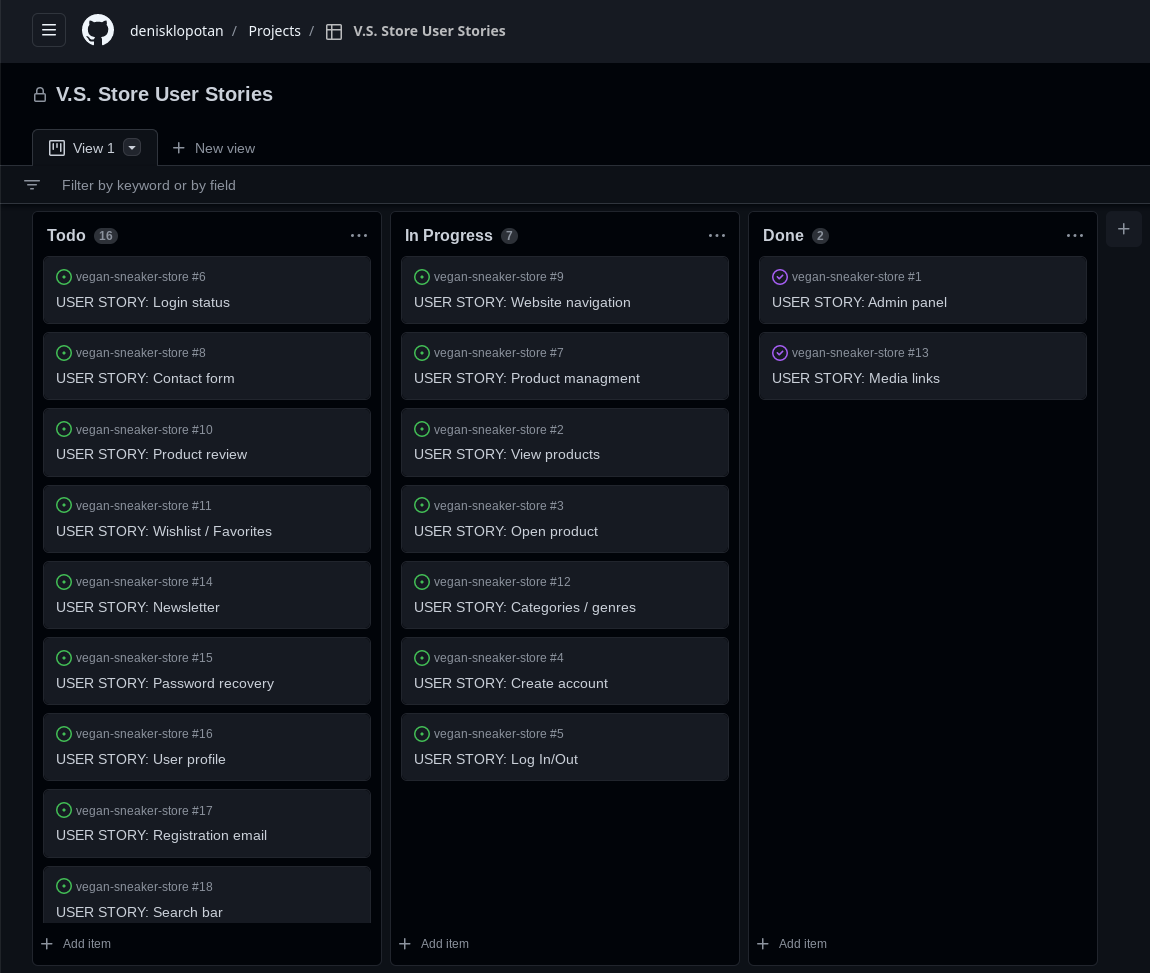 denisklopotan / Projects / V.S. Store User Stories
V.S. Store User Stories
View 1
New view
Filter by keyword or by field
Todo 16
vegan-sneaker-store #6
USER STORY: Login status
vegan-sneaker-store #8
USER STORY: Contact form
vegan-sneaker-store #10
USER STORY: Product review
vegan-sneaker-store #11
USER STORY: Wishlist / Favorites
vegan-sneaker-store #14
USER STORY: Newsletter
vegan-sneaker-store #15
USER STORY: Password recovery
vegan-sneaker-store #16
USER STORY: User profile
vegan-sneaker-store #17
USER STORY: Registration email
vegan-sneaker-store #18
USER STORY: Search bar
Add item
In Progress 7
vegan-sneaker-store #9
USER STORY: Website navigation
vegan-sneaker-store #7
USER STORY: Product managment
vegan-sneaker-store #2
USER STORY: View products
vegan-sneaker-store #3
USER STORY: Open product
vegan-sneaker-store #12
USER STORY: Categories / genres
vegan-sneaker-store #4
USER STORY: Create account
vegan-sneaker-store #5
USER STORY: Log In/Out
Add item
Done 2
vegan-sneaker-store #1
USER STORY: Admin panel
vegan-sneaker-store #13
USER STORY: Media links
Add item